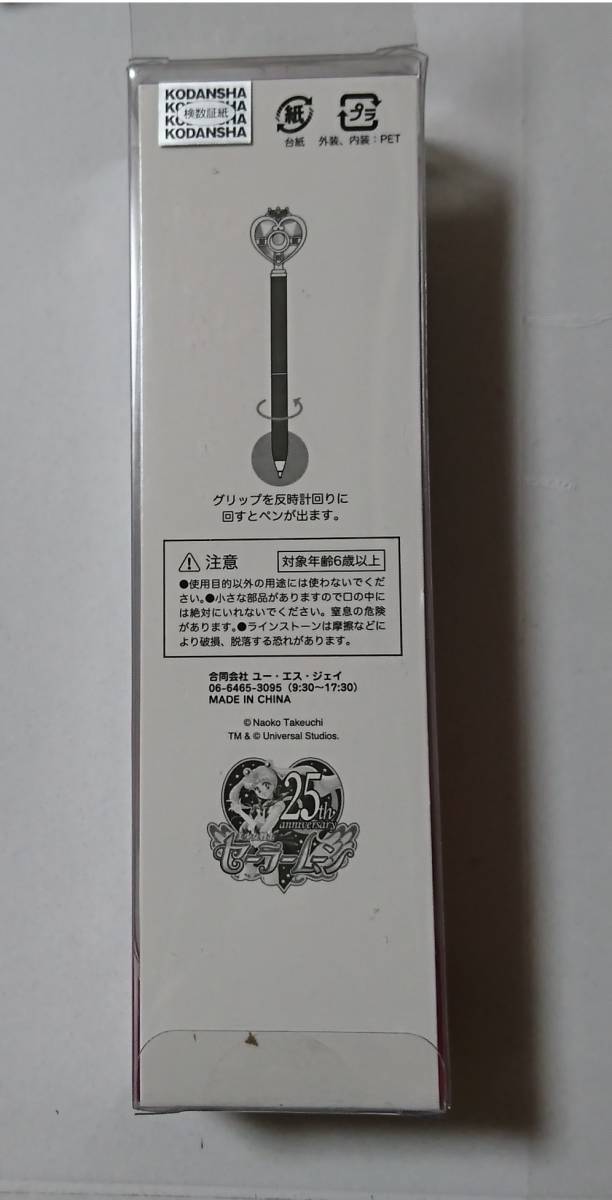 KODANSHA
KODANSHA
検数証紙
KODANSHA
KODANSHA
紙
台紙
プラ
外装、内装：PET
グリップを反時計回りに
回すとペンが出ます。
注意
対象年齢6歳以上
●使用目的以外の用途には使わないでくだ
さい。●小さな部品がありますので口の中に
は絶対にいれないでください。窒息の危険
があります。●ラインストーンは摩擦などに
より破損、脱落する恐れがあります。
合同会社 ユー・エス・ジェイ
06-6465-3095（9:30～17:30）
MADE IN CHINA
© Naoko Takeuchi
TM & © Universal Studios.
25th
anniversary
セーラームーン